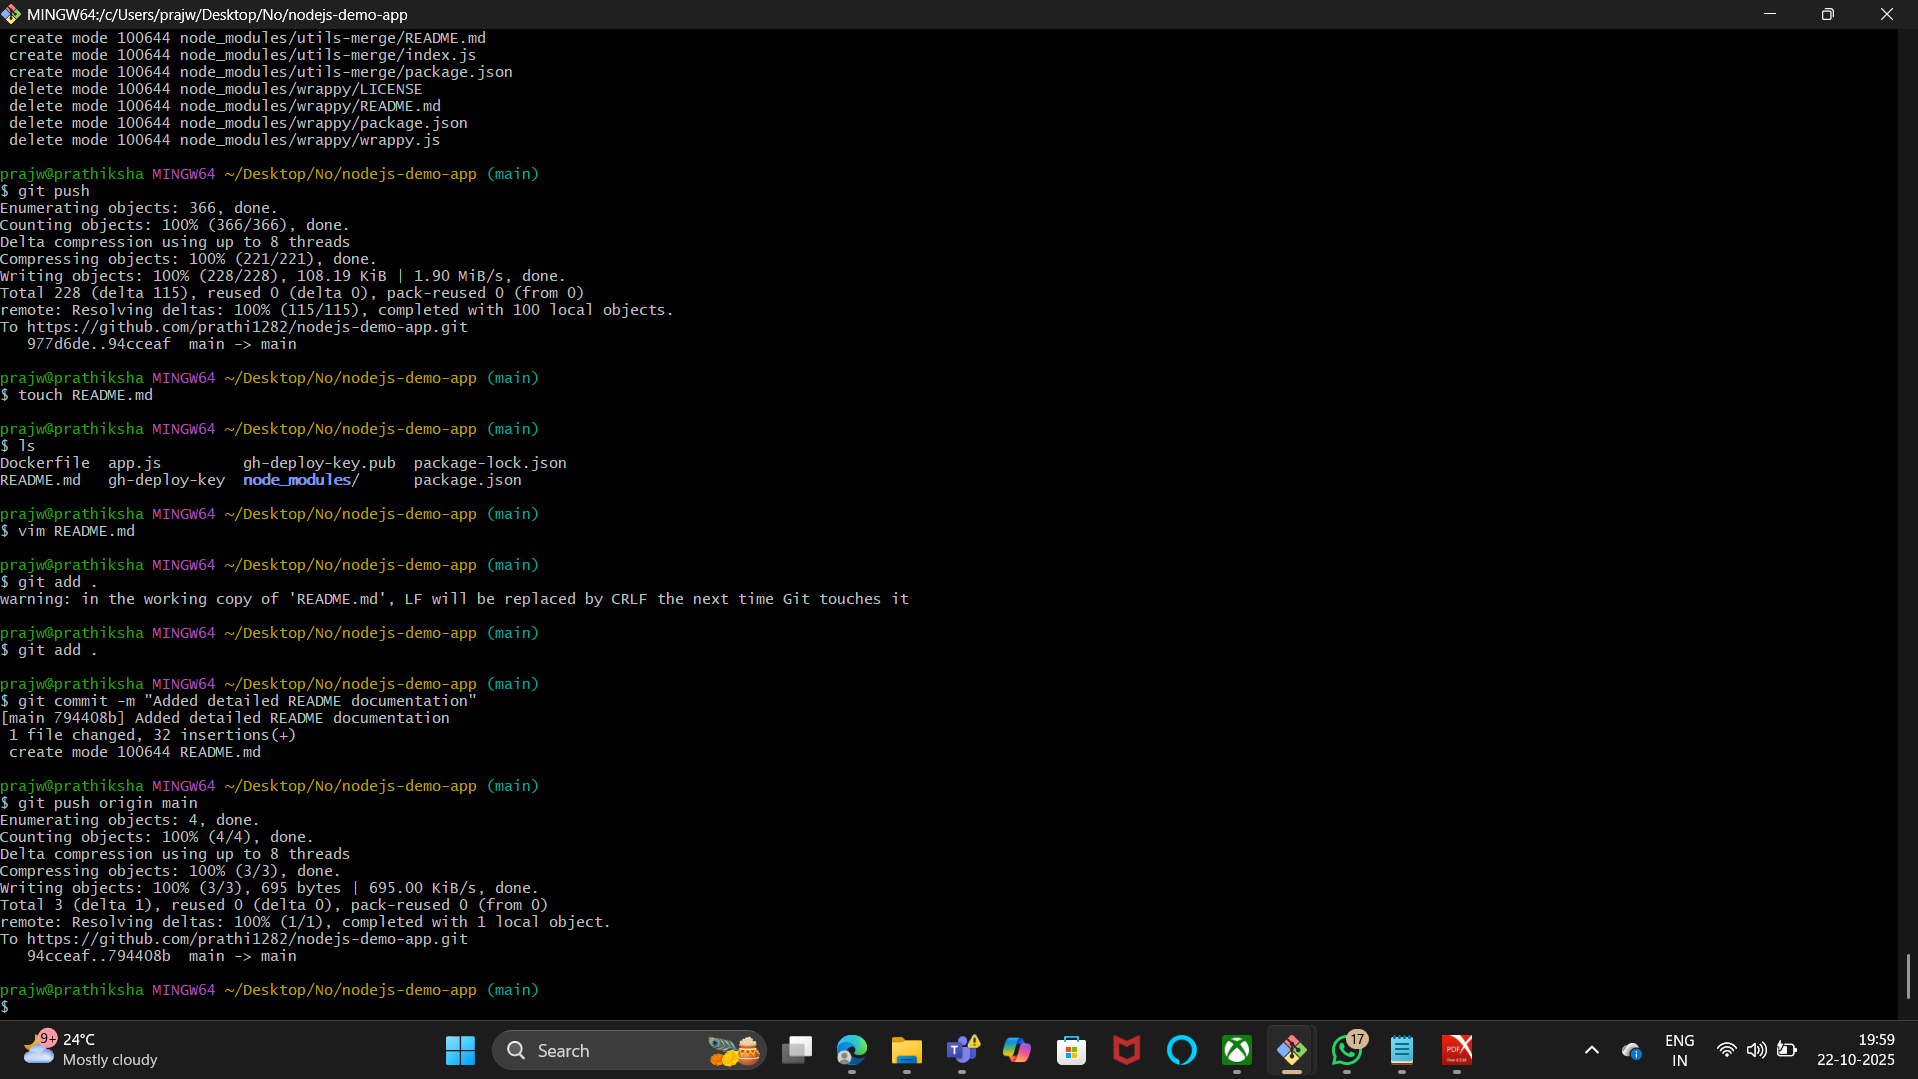 MINGW64:/c/Users/prajw/Desktop/No/nodejs-demo-app
create mode 100644 node_modules/utils-merge/README.md
create mode 100644 node_modules/utils-merge/index.js
create mode 100644 node_modules/utils-merge/package.json
delete mode 100644 node_modules/wrappy/LICENSE
delete mode 100644 node_modules/wrappy/README.md
delete mode 100644 node_modules/wrappy/package.json
delete mode 100644 node_modules/wrappy/wrappy.js
prajw@prathiksha MINGW64 ~/Desktop/No/nodejs-demo-app (main)
$ git push
Enumerating objects: 366, done.
Counting objects: 100% (366/366), done.
Delta compression using up to 8 threads
Compressing objects: 100% (221/221), done.
Writing objects: 100% (228/228), 108.19 KiB | 1.90 MiB/s, done.
Total 228 (delta 115), reused 0 (delta 0), pack-reused 0 (from 0)
remote: Resolving deltas: 100% (115/115), completed with 100 local objects.
To https://github.com/prathi1282/nodejs-demo-app.git
977d6de..94cceaf main -> main
prajw@prathiksha MINGW64 ~/Desktop/No/nodejs-demo-app (main)
$ touch README.md
prajw@prathiksha MINGW64 ~/Desktop/No/nodejs-demo-app (main)
$ ls
Dockerfile app.js gh-deploy-key.pub package-lock.json
README.md gh-deploy-key node_modules/ package.json
prajw@prathiksha MINGW64 ~/Desktop/No/nodejs-demo-app (main)
$ vim README.md
prajw@prathiksha MINGW64 ~/Desktop/No/nodejs-demo-app (main)
$ git add .
warning: in the working copy of 'README.md', LF will be replaced by CRLF the next time Git touches it
prajw@prathiksha MINGW64 ~/Desktop/No/nodejs-demo-app (main)
$ git add .
prajw@prathiksha MINGW64 ~/Desktop/No/nodejs-demo-app (main)
$ git commit -m "Added detailed README documentation"
[main 794408b] Added detailed README documentation
1 file changed, 32 insertions(+)
create mode 100644 README.md
prajw@prathiksha MINGW64 ~/Desktop/No/nodejs-demo-app (main)
$ git push origin main
Enumerating objects: 4, done.
Counting objects: 100% (4/4), done.
Delta compression using up to 8 threads
Compressing objects: 100% (3/3), done.
Writing objects: 100% (3/3), 695 bytes | 695.00 KiB/s, done.
Total 3 (delta 1), reused 0 (delta 0), pack-reused 0 (from 0)
remote: Resolving deltas: 100% (1/1), completed with 1 local object.
To https://github.com/prathi1282/nodejs-demo-app.git
94cceaf..794408b main -> main
prajw@prathiksha MINGW64 ~/Desktop/No/nodejs-demo-app (main)
$
9+ 24°C
Mostly cloudy
Search
17
PDF
ENG
IN
19:59
22-10-2025